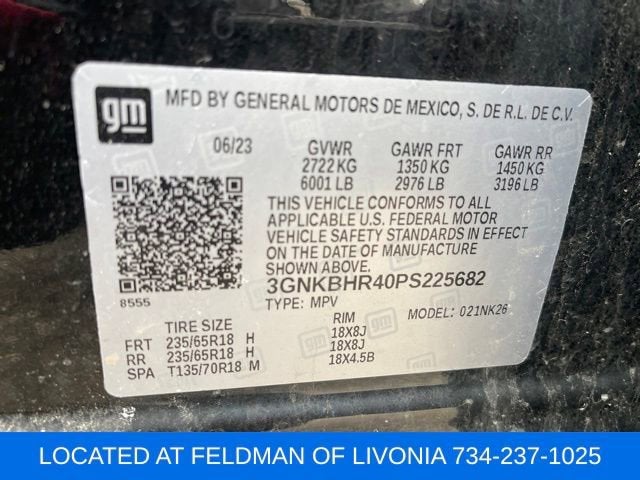 gm
MFD BY GENERAL MOTORS DE MEXICO, S. DE R.L. DE C.V.
06/23 GVWR GAWR FRT GAWR RR
2722 KG 1350 KG 1450 KG
6001 LB 2976 LB 3196 LB
THIS VEHICLE CONFORMS TO ALL
APPLICABLE U.S. FEDERAL MOTOR
VEHICLE SAFETY STANDARDS IN EFFECT
ON THE DATE OF MANUFACTURE
SHOWN ABOVE.
3GNKBHR40PS225682
8555 TYPE: MPV MODEL: 021NK26
TIRE SIZE RIM
FRT 235/65R18 H 18X8J
RR 235/65R18 H 18X8J
SPA T135/70R18 M 18X4.5B
LOCATED AT FELDMAN OF LIVONIA 734-237-1025